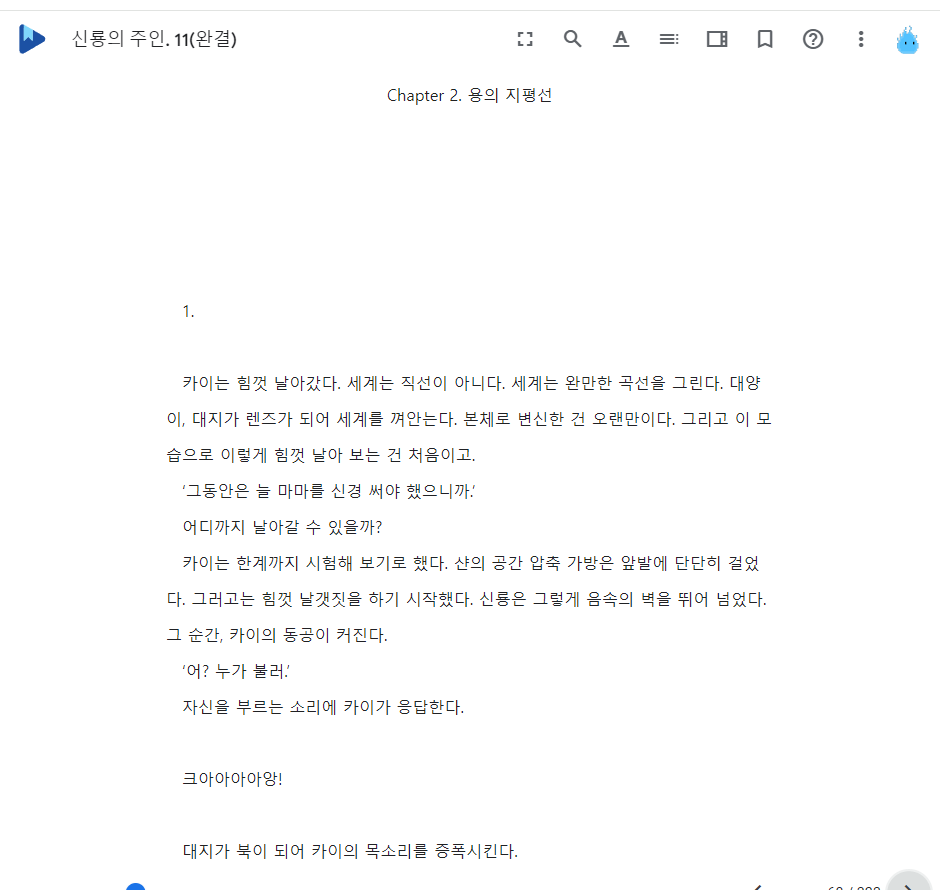 신룡의 주인. 11(완결)
Chapter 2. 용의 지평선
1.
카이는 힘껏 날아갔다. 세계는 직선이 아니다. 세계는 완만한 곡선을 그린다. 대양
이, 대지가 렌즈가 되어 세계를 껴안는다. 본체로 변신한 건 오랜만이다. 그리고 이 모
습으로 이렇게 힘껏 날아 보는 건 처음이고.
‘그동안은 늘 마마를 신경 써야 했으니까.’
어디까지 날아갈 수 있을까?
카이는 한계까지 시험해 보기로 했다. 샨의 공간 압축 가방은 앞발에 단단히 걸었
다. 그러고는 힘껏 날갯짓을 하기 시작했다. 신룡은 그렇게 음속의 벽을 뛰어 넘었다.
그 순간, 카이의 동공이 커진다.
‘어? 누가 불러.’
자신을 부르는 소리에 카이가 응답한다.
크아아아아앙!
대지가 북이 되어 카이의 목소리를 증폭시킨다.